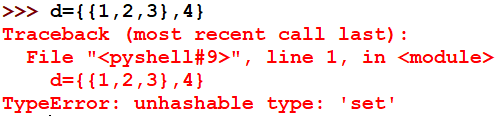 >>> d={{1,2,3},4}
Traceback (most recent call last):
  File "<pyshell#9>", line 1, in <module>
    d={{1,2,3},4}
TypeError: unhashable type: 'set'